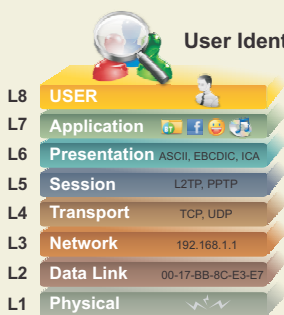 User Ident
L8 USER
L7 Application
L6 Presentation ASCII, EBCDIC, ICA
L5 Session L2TP, PPTP
L4 Transport TCP, UDP
L3 Network 192.168.1.1
L2 Data Link 00-17-BB-8C-E3-E7
L1 Physical